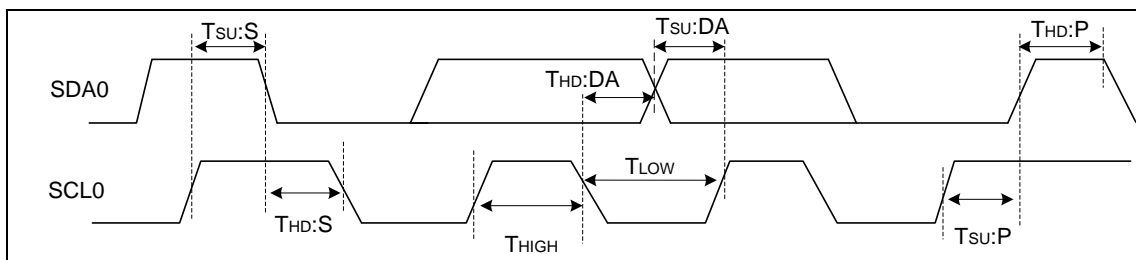 TSU:S
TSU:DA
THD:P
SDA0
THD:DA
SCL0
TLOW
THD:S
THIGH
TSU:P